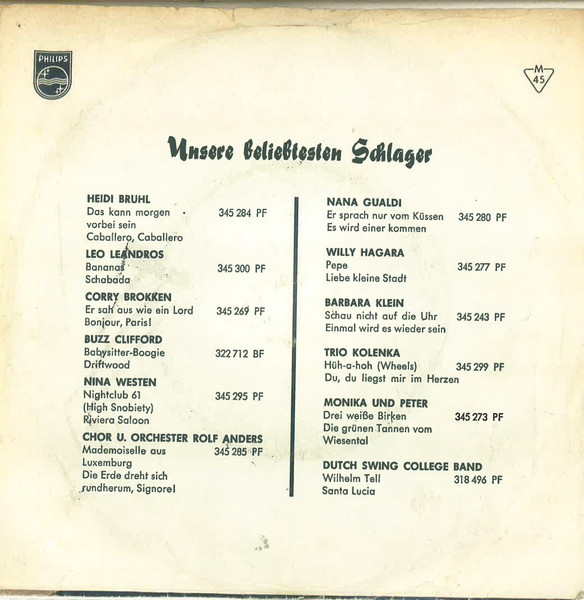 PHILIPS
M
45
Unsere beliebtesten Schlager
HEIDI BRUHL
Das kann morgen 345 284 PF
vorbei sein
Caballero, Caballero
LEO LEANDROS
Bananas 345 300 PF
Schabada
CORRY BROKKEN
Er sah aus wie ein Lord 345 269 PF
Bonjour, Paris!
BUZZ CLIFFORD
Babysitter-Boogie 322 712 BF
Driftwood
NINA WESTEN
Nightclub 61 345 295 PF
(High Snobiety)
Riviera Saloon
CHOR U. ORCHESTER ROLF ANDERS
Mademoiselle aus 345 285 PF
Luxemburg
Die Erde dreht sich
rundherum, Signore!
NANA GUALDI
Er sprach nur vom Küssen 345 280 PF
Es wird einer kommen
WILLY HAGARA
Pepe 345 277 PF
Liebe kleine Stadt
BARBARA KLEIN
Schau nicht auf die Uhr 345 243 PF
Einmal wird es wieder sein
TRIO KOLENKA
Hüh-a-hoh (Wheels) 345 299 PF
Du, du liegst mir im Herzen
MONIKA UND PETER
Drei weiße Birken 345 273 PF
Die grünen Tannen vom
Wiesental
DUTCH SWING COLLEGE BAND
Wilhelm Tell 318 496 PF
Santa Lucia